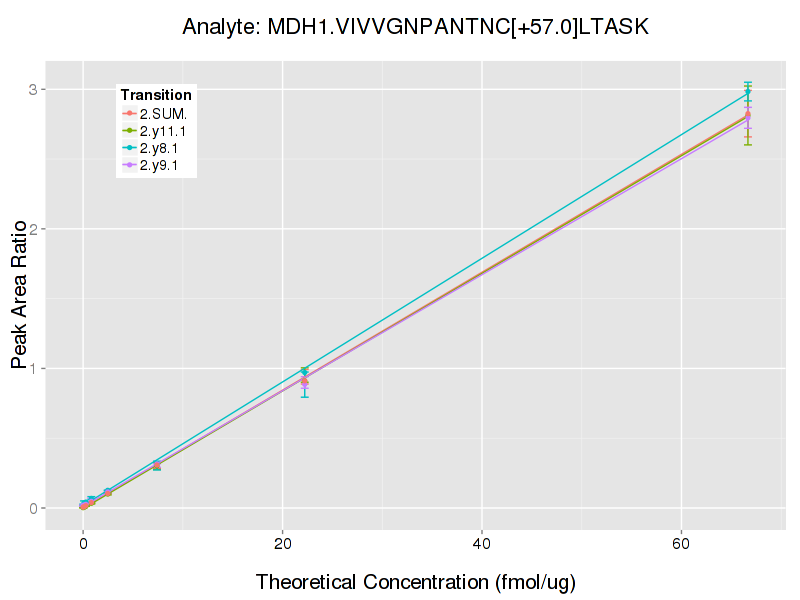 Analyte: MDH1.VIVVGNPANTNC[+57.0]LTASK
Transition
2.SUM.
2.y11.1
2.y8.1
2.y9.1
Peak Area Ratio
3
2
1
0
0 20 40 60
Theoretical Concentration (fmol/ug)